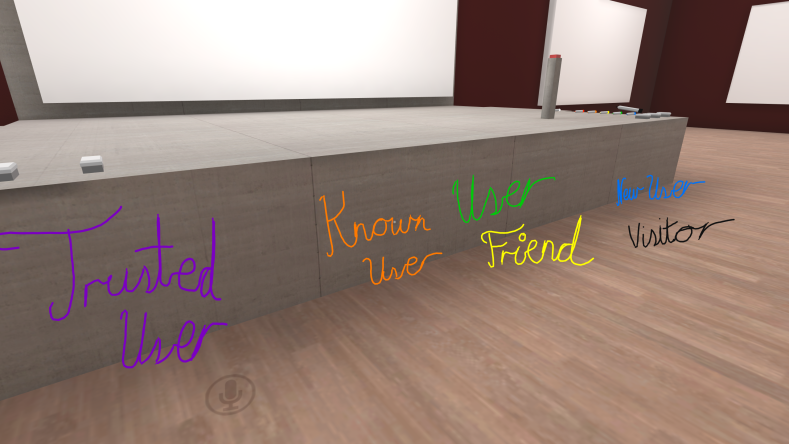 Trusted
User
Known
User
User
Friend
New User
Visitor